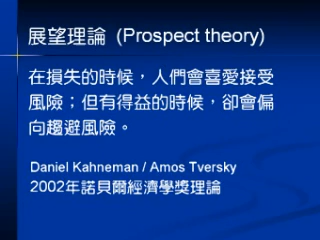 展望理論 (Prospect theory)
在損失的時候，人們會喜愛接受
風險；但有得益的時候，卻會偏
向趨避風險。
Daniel Kahneman / Amos Tversky
2002年諾貝爾經濟學獎理論